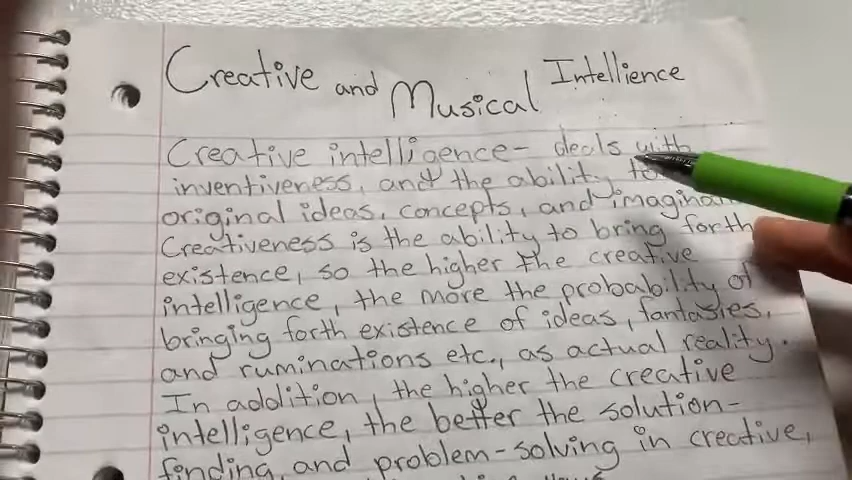 Creative and Musical Intellience
Creative intelligence- deals with
inventiveness, and the ability to
original ideas, concepts, and
Creativeness is the ability to bring forth
existence, so the higher the creative
intelligence, the more the probability of
bringing forth existence of ideas, fantasies,
and ruminations etc., as actual reality.
In addition, the higher the creative
intelligence, the better the solution-
finding and problem-solving in creative,